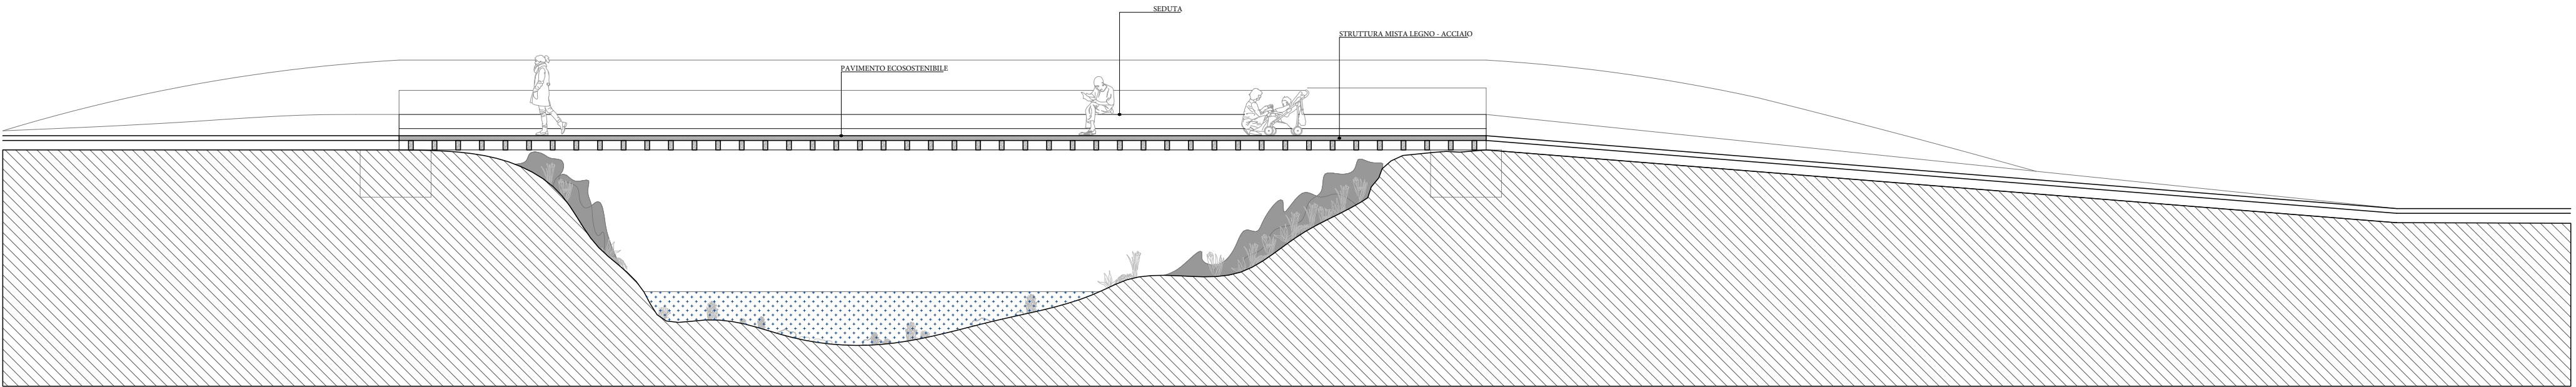 SEDUTA
STRUTTURA MISTA LEGNO - ACCIAIO
PAVIMENTO ECOSOSTENIBILE